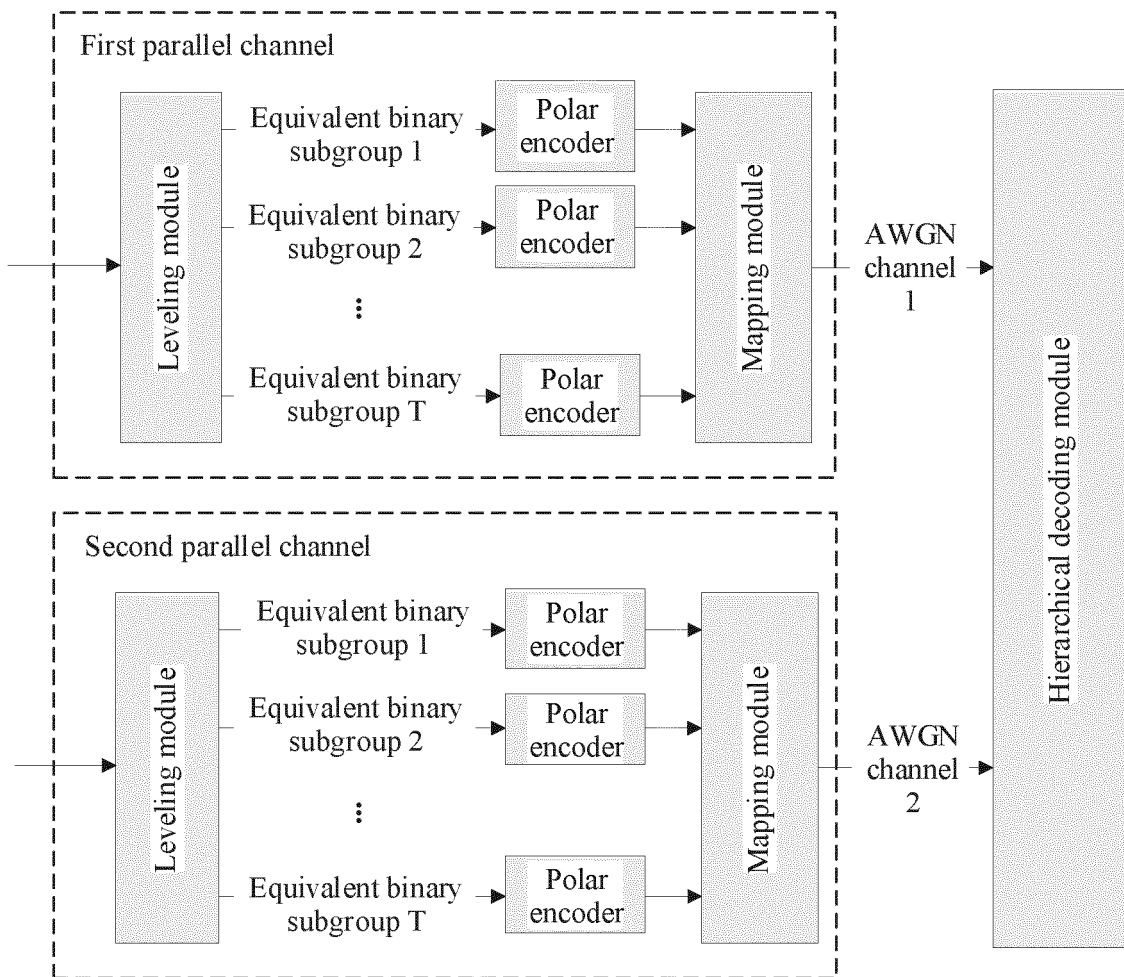 First parallel channel
Leveling module
Equivalent binary
subgroup 1
Polar
encoder
Equivalent binary
subgroup 2
Polar
encoder
...
Equivalent binary
subgroup T
Polar
encoder
Mapping module
AWGN
channel
1
Second parallel channel
Leveling module
Equivalent binary
subgroup 1
Polar
encoder
Equivalent binary
subgroup 2
Polar
encoder
...
Equivalent binary
subgroup T
Polar
encoder
Mapping module
AWGN
channel
2
Hierarchical decoding module